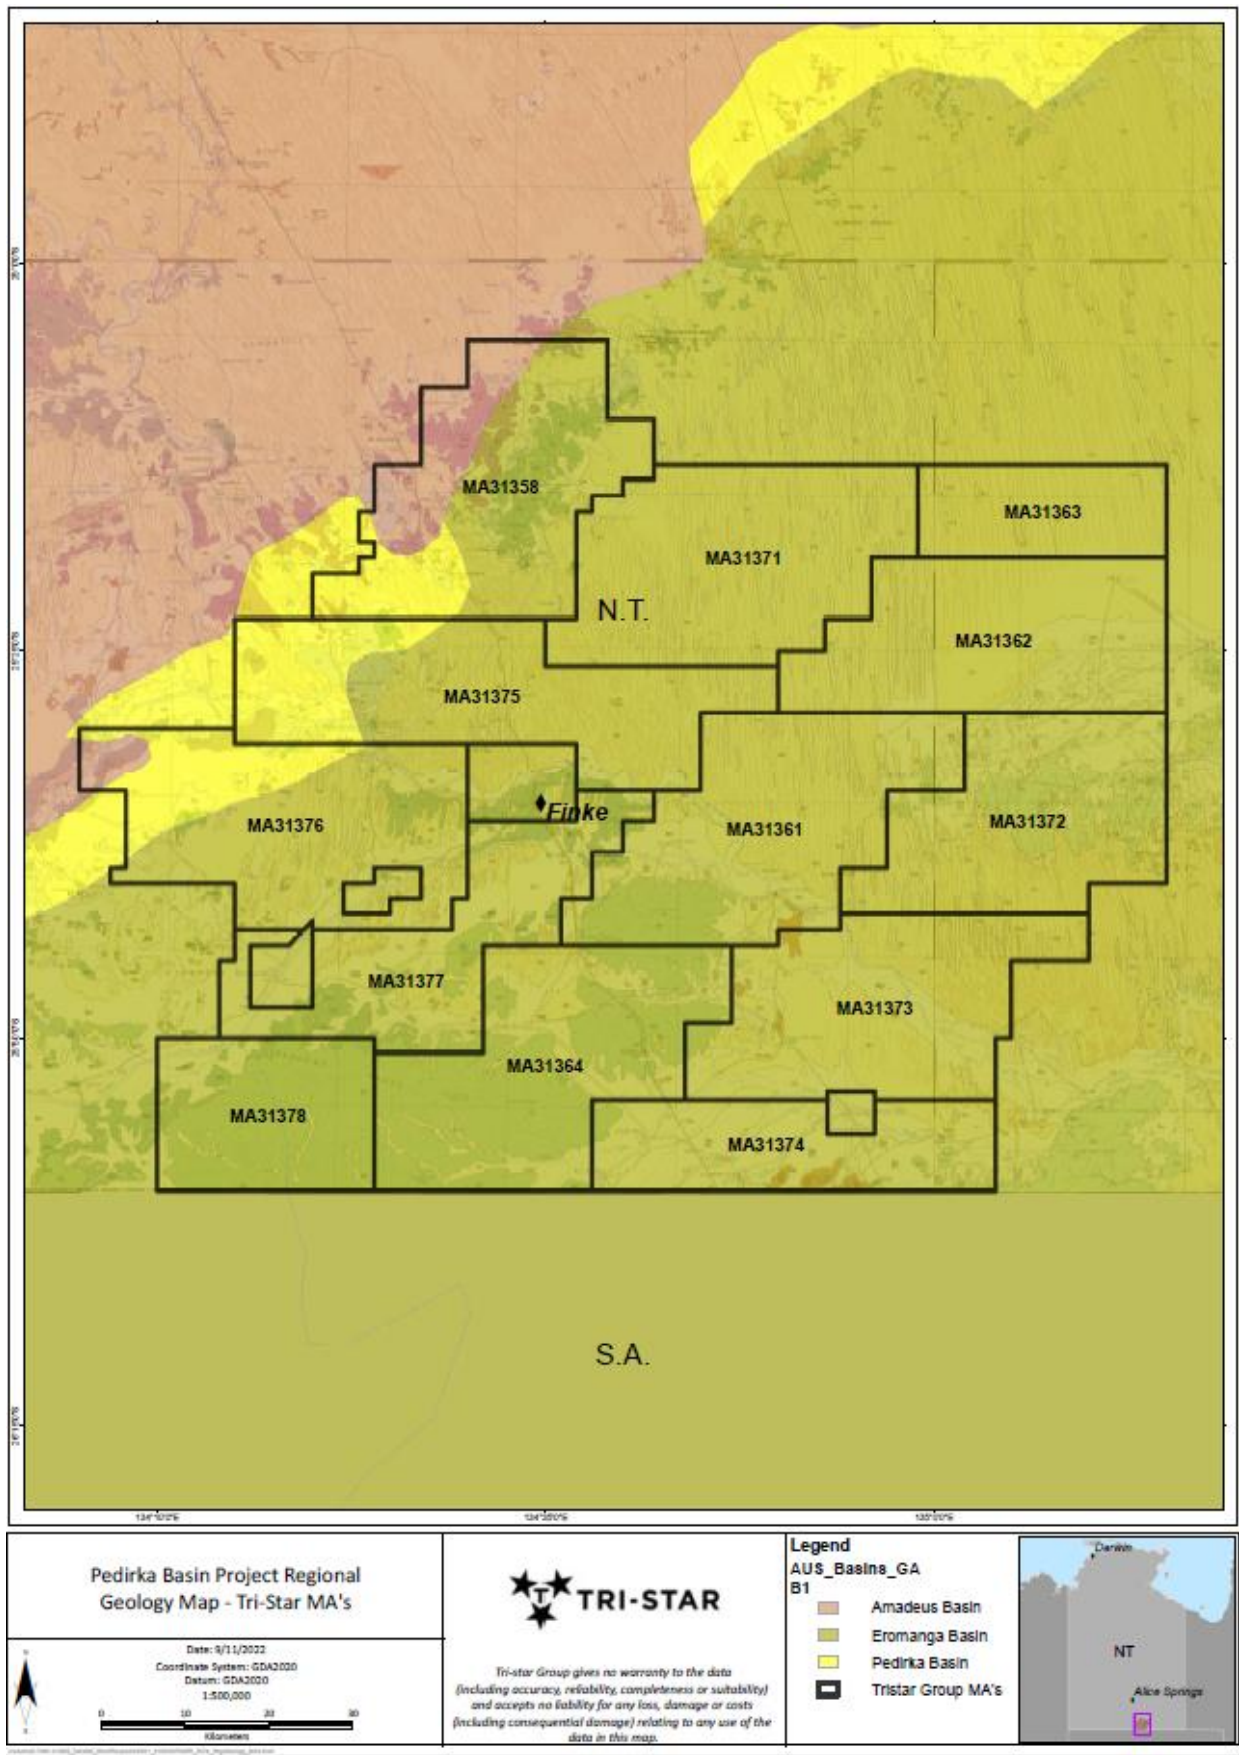 MA31358
MA31363
MA31371
N.T.
MA31362
MA31375
Finke
MA31376
MA31361
MA31372
MA31377
MA31373
MA31364
MA31378
MA31374
S.A.
135°0'0"E
Pedirka Basin Project Regional
Geology Map - Tri-Star MA's
Date: 9/11/2022
Coordinate System: GDA2020
Datum: GDA2020
1:500,000
0 10 20 30
Kilometers
TRI-STAR
Tri-star Group gives no warranty to the data
(including accuracy, reliability, completeness or suitability)
and accepts no liability for any loss, damage or costs
(including consequential damage) relating to any use of the
data in this map.
Legend
AUS_Basins_GA
B1
Amadeus Basin
Eromanga Basin
Pedirka Basin
Tristar Group MA's
Darwin
NT
Alice Springs